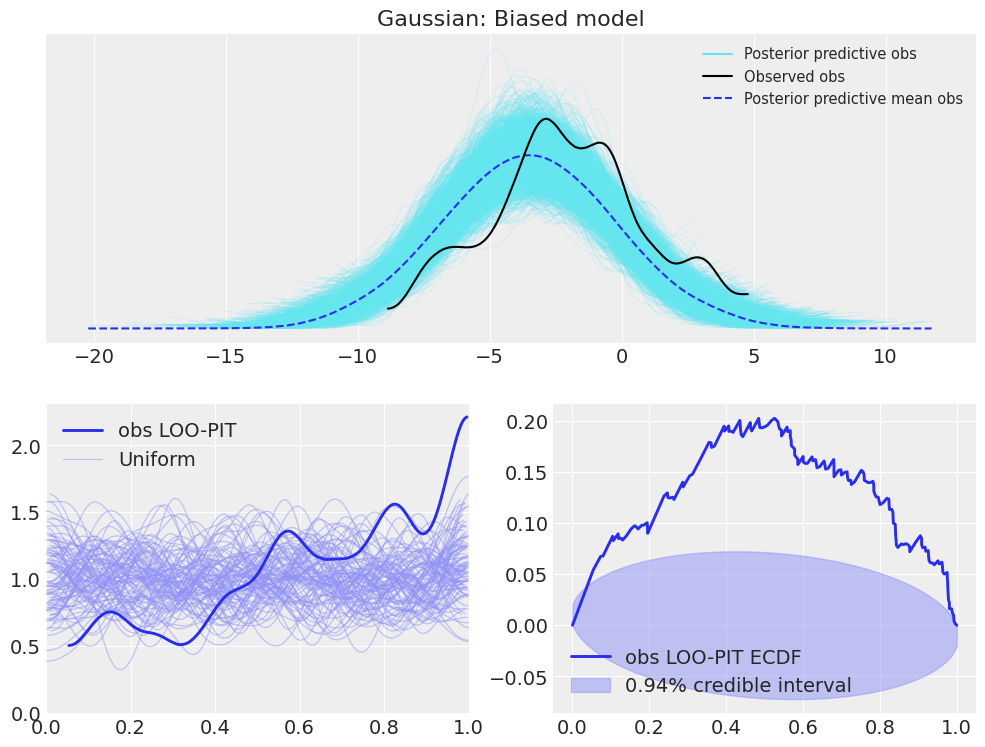 Gaussian: Biased model
Posterior predictive obs
Observed obs
Posterior predictive mean obs
−20 −15 −10 −5 0 5 10
obs LOO-PIT
Uniform
2.0
1.5
1.0
0.5
0.0
0.0 0.2 0.4 0.6 0.8 1.0
0.20
0.15
0.10
0.05
0.00
−0.05
obs LOO-PIT ECDF
0.94% credible interval
0.0 0.2 0.4 0.6 0.8 1.0